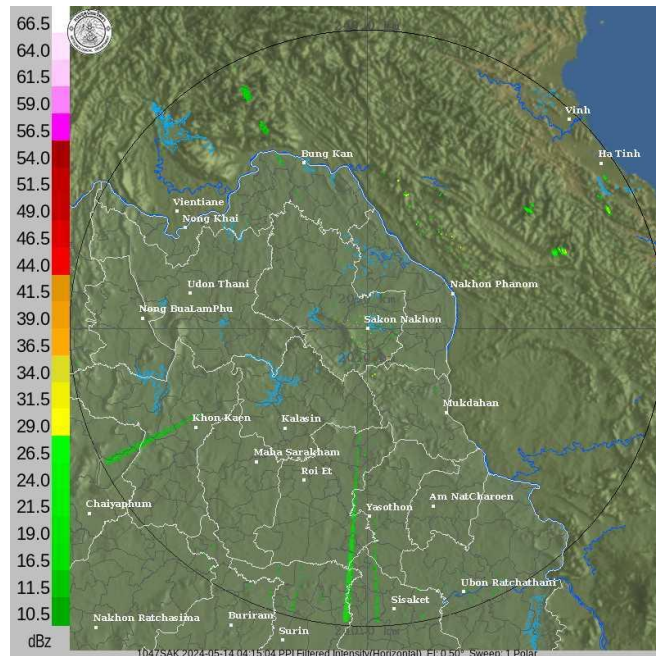 66.5
64.0
61.5
59.0
56.5
54.0
51.5
49.0
46.5
44.0
41.5
39.0
36.5
34.0
31.5
29.0
26.5
24.0
21.5
19.0
16.5
14.0
11.5
10.5
dBz
Vinh
Ha Tinh
Bung Kan
Vientiane
Nong Khai
Udon Thani
Nakhon Phanom
Nong BuaLamPhu
Sakon Nakhon
Mukdahan
Khon Kaen
Kalasin
Maha Sarakham
Roi Et
Chaiyaphum
Yasothon
Am NatCharoen
Ubon Ratchathani
Sisaket
Nakhon Ratchasima
Buriram
Surin
1047SAK 2024-05-14 04:15:04 PPI Filtered Intensity(Horizontal) El: 0.50° Sweep: 1 Polar